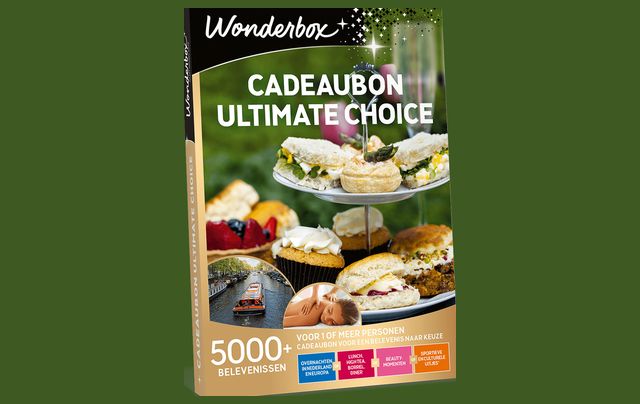 Wonderbox
CADEAUBON
ULTIMATE CHOICE
Wonderbox
CADEAUBON ULTIMATE CHOICE
5000+
BELEVENISSEN
VOOR 1 OF MEER PERSONEN
CADEAUBON VOOR EEN BELEVENIS NAAR KEUZE
OVERNACHTEN
IN NEDERLAND
EN EUROPA
LUNCH,
HIGH TEA,
BORREL,
DINER
BEAUTY
MOMENTEN
SPORTIEVE
EN CULTURELE
UITJES*